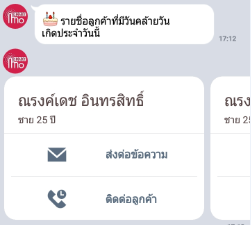 🎂 รายชื่อลูกค้าที่มีวันคล้ายวัน
เกิดประจำวันนี้
17:12
ณรงค์เดช อินทรสิทธิ์
ชาย 25 ปี
ส่งต่อข้อความ
ติดต่อลูกค้า
ณรง
ชาย 25